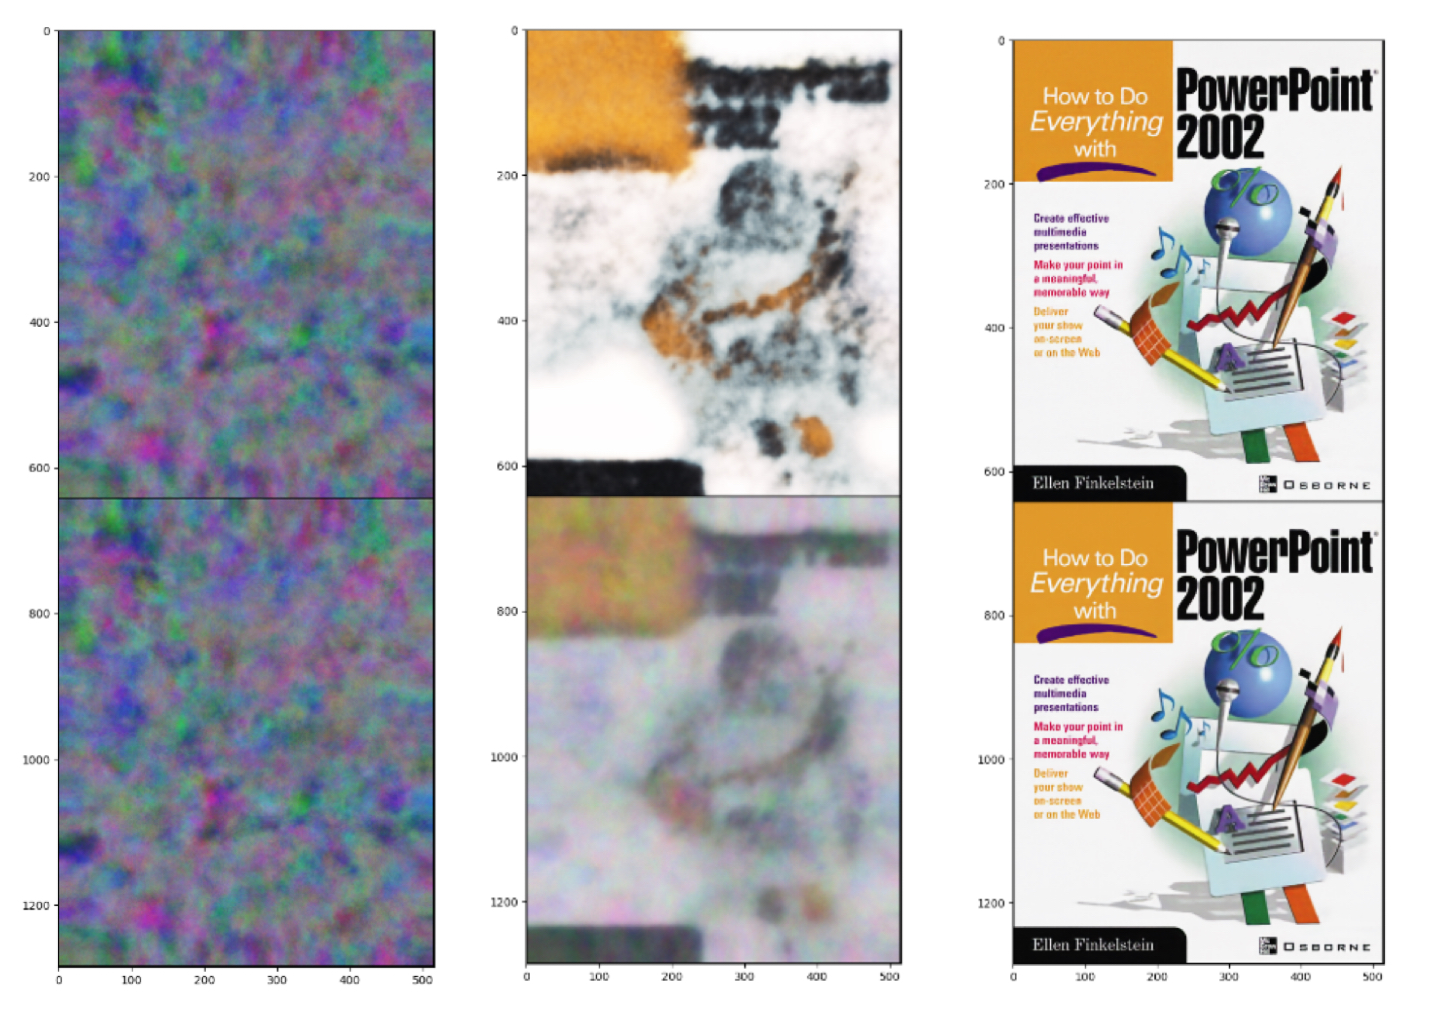 0
200
400
600
800
1000
1200
0 100 200 300 400 500
0
200
400
600
800
1000
1200
0 100 200 300 400 500
0
200
400
600
800
1000
1200
0 100 200 300 400 500
How to Do
Everything
with
PowerPoint®
2002
%
Create effective
multimedia
presentations
Make your point in
a meaningful,
memorable way
Deliver
your show
on-screen
or on the Web
A
Ellen Finkelstein
OSBORNE
How to Do
Everything
with
PowerPoint®
2002
%
Create effective
multimedia
presentations
Make your point in
a meaningful,
memorable way
Deliver
your show
on-screen
or on the Web
A
Ellen Finkelstein
OSBORNE